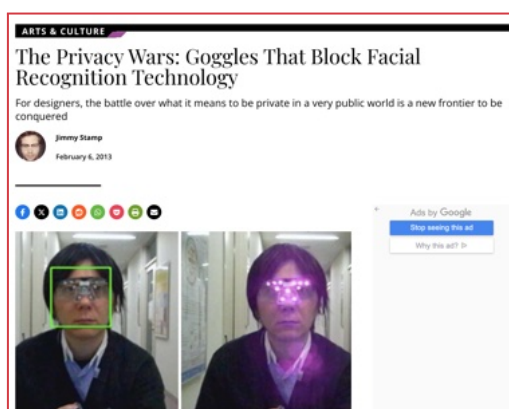 ARTS & CULTURE
The Privacy Wars: Goggles That Block Facial
Recognition Technology
For designers, the battle over what it means to be private in a very public world is a new frontier to be
conquered
Jimmy Stamp
February 6, 2013
Ads by Google
Stop seeing this ad
Why this ad?